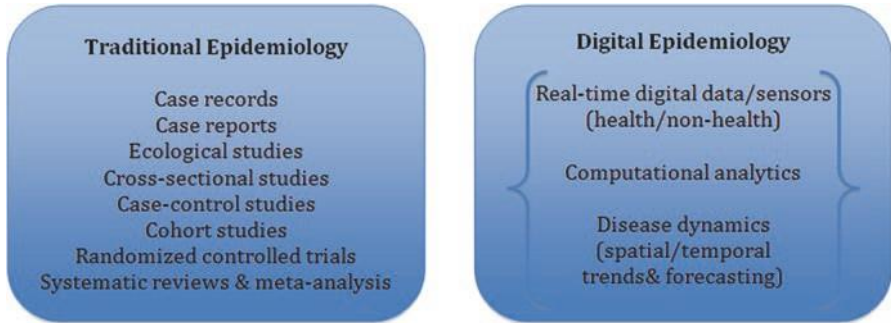 Traditional Epidemiology
Case records
Case reports
Ecological studies
Cross-sectional studies
Case-control studies
Cohort studies
Randomized controlled trials
Systematic reviews & meta-analysis
Digital Epidemiology
Real-time digital data/sensors
(health/non-health)
Computational analytics
Disease dynamics
(spatial/temporal
trends& forecasting)